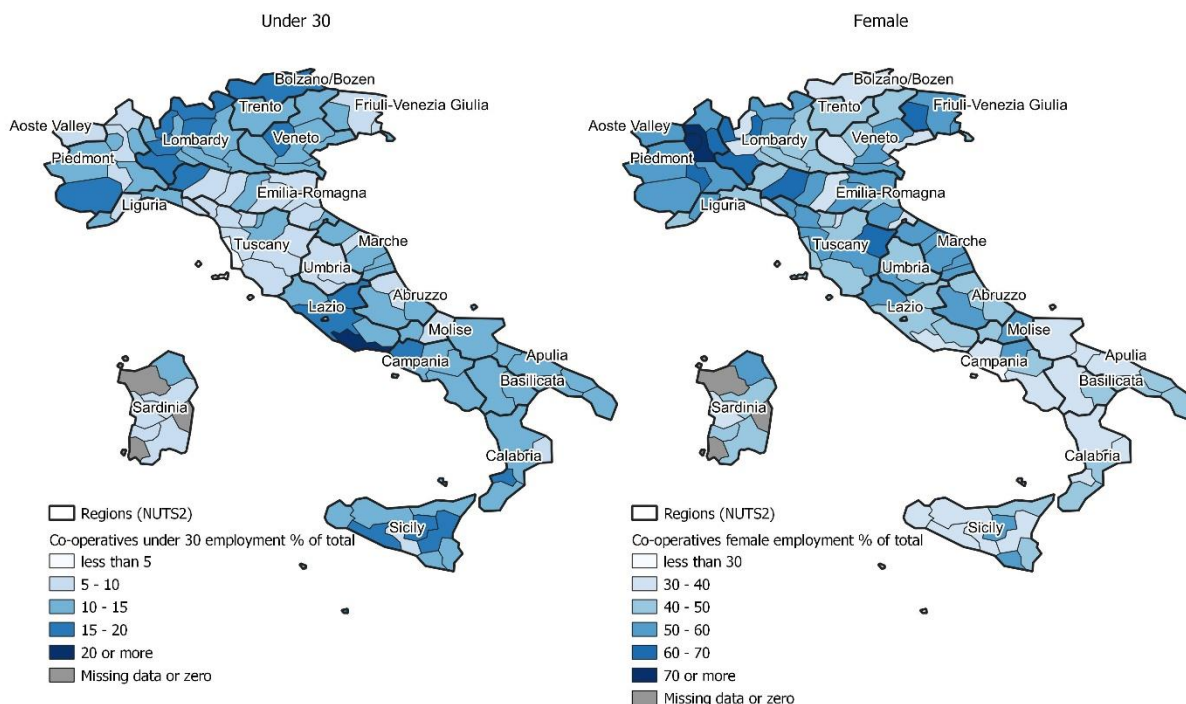 Under 30
Bolzano/Bozen
Trento
Friuli-Venezia Giulia
Aoste Valley
Lombardy
Veneto
Piedmont
Emilia-Romagna
Liguria
Tuscany
Marche
Umbria
Lazio
Abruzzo
Molise
Campania
Apulia
Basilicata
Sardinia
Calabria
Sicily
Regions (NUTS2)
Co-operatives under 30 employment % of total
less than 5
5 - 10
10 - 15
15 - 20
20 or more
Missing data or zero
Female
Bolzano/Bozen
Trento
Friuli-Venezia Giulia
Aoste Valley
Lombardy
Veneto
Piedmont
Emilia-Romagna
Liguria
Tuscany
Marche
Umbria
Lazio
Abruzzo
Molise
Campania
Apulia
Basilicata
Sardinia
Calabria
Sicily
Regions (NUTS2)
Co-operatives female employment % of total
less than 30
30 - 40
40 - 50
50 - 60
60 - 70
70 or more
Missing data or zero